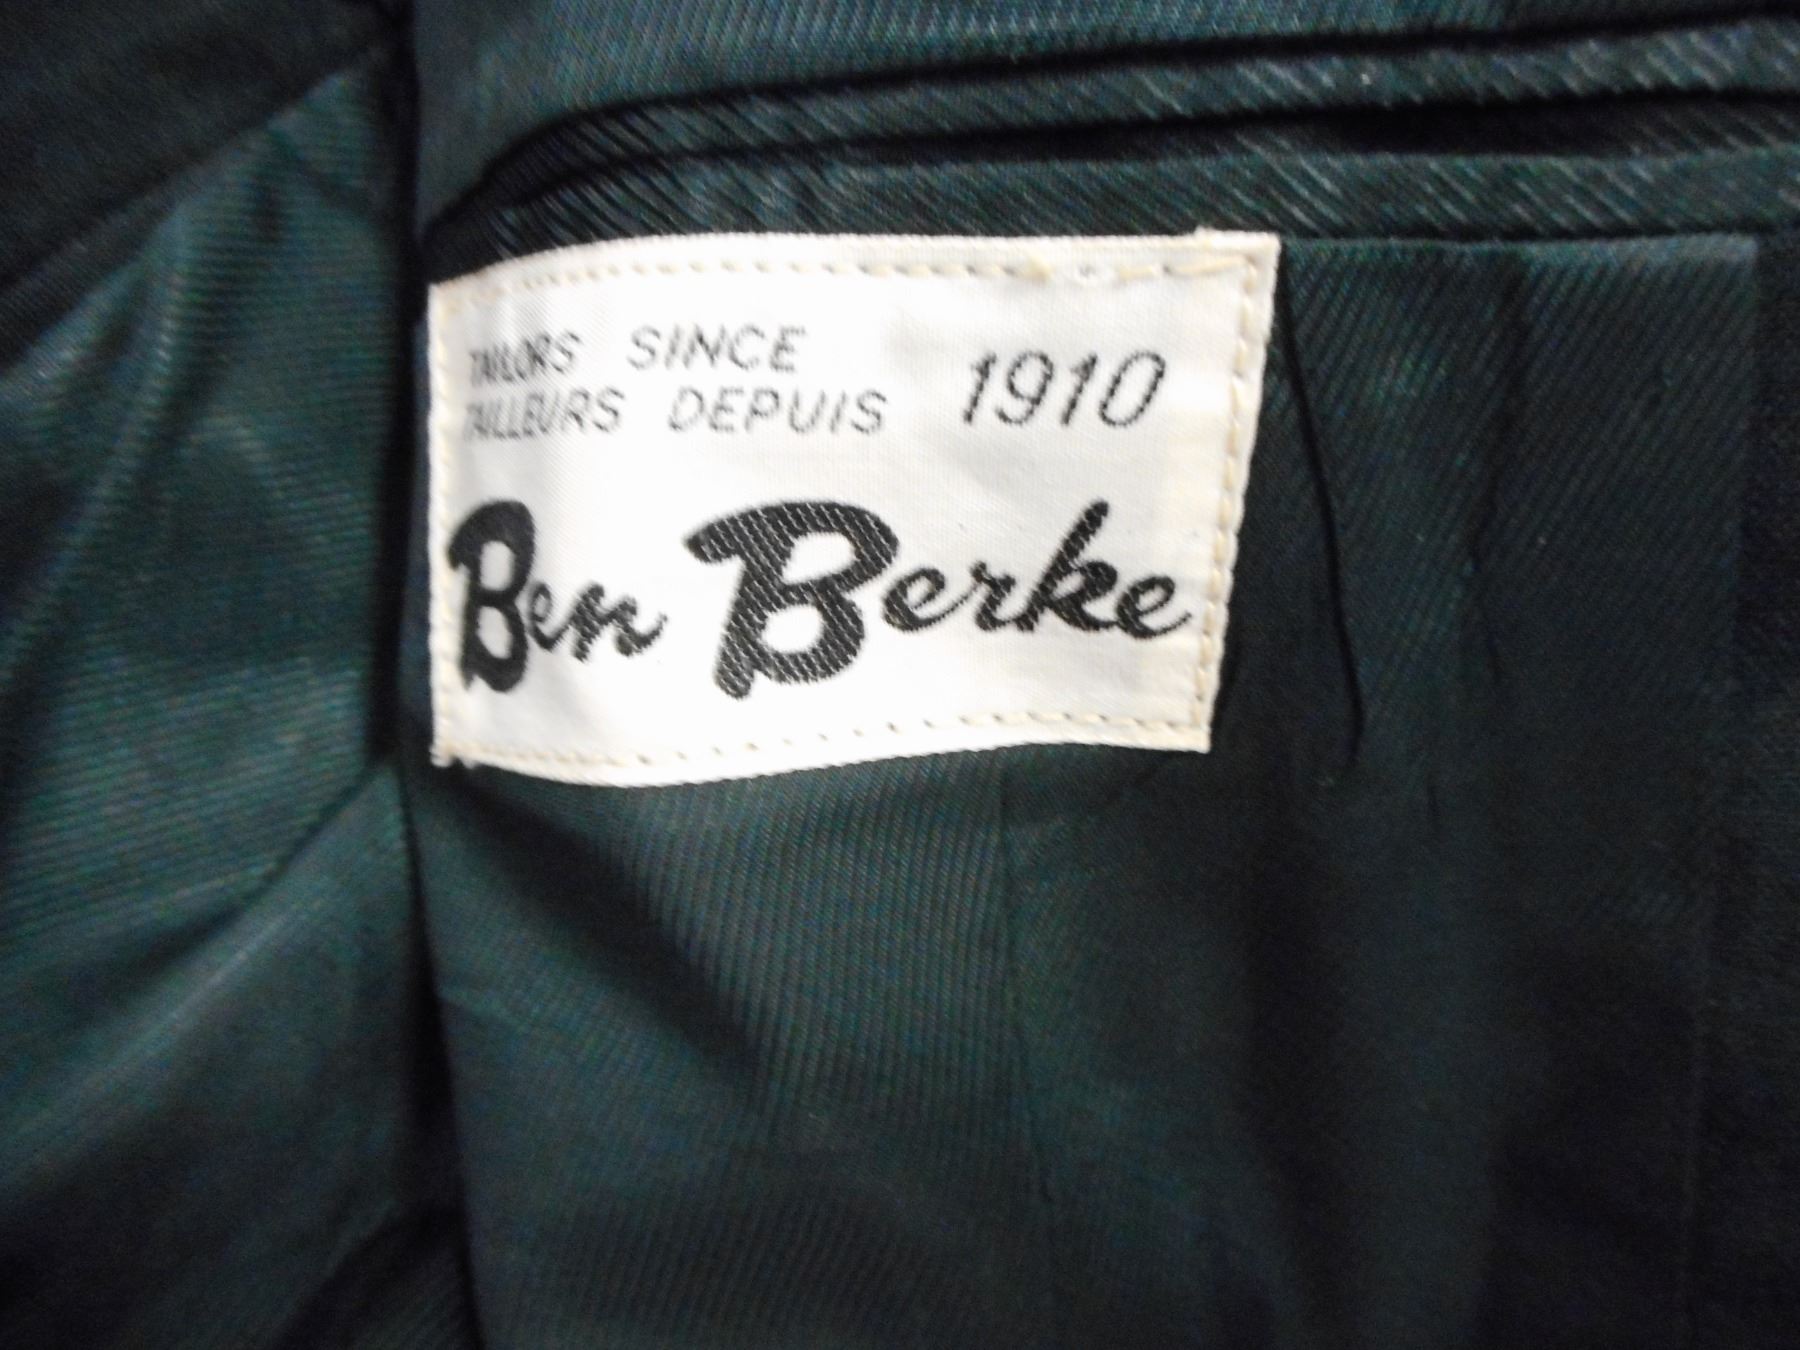 TAILORS SINCE 1910
TAILLEURS DEPUIS
Ben Berke